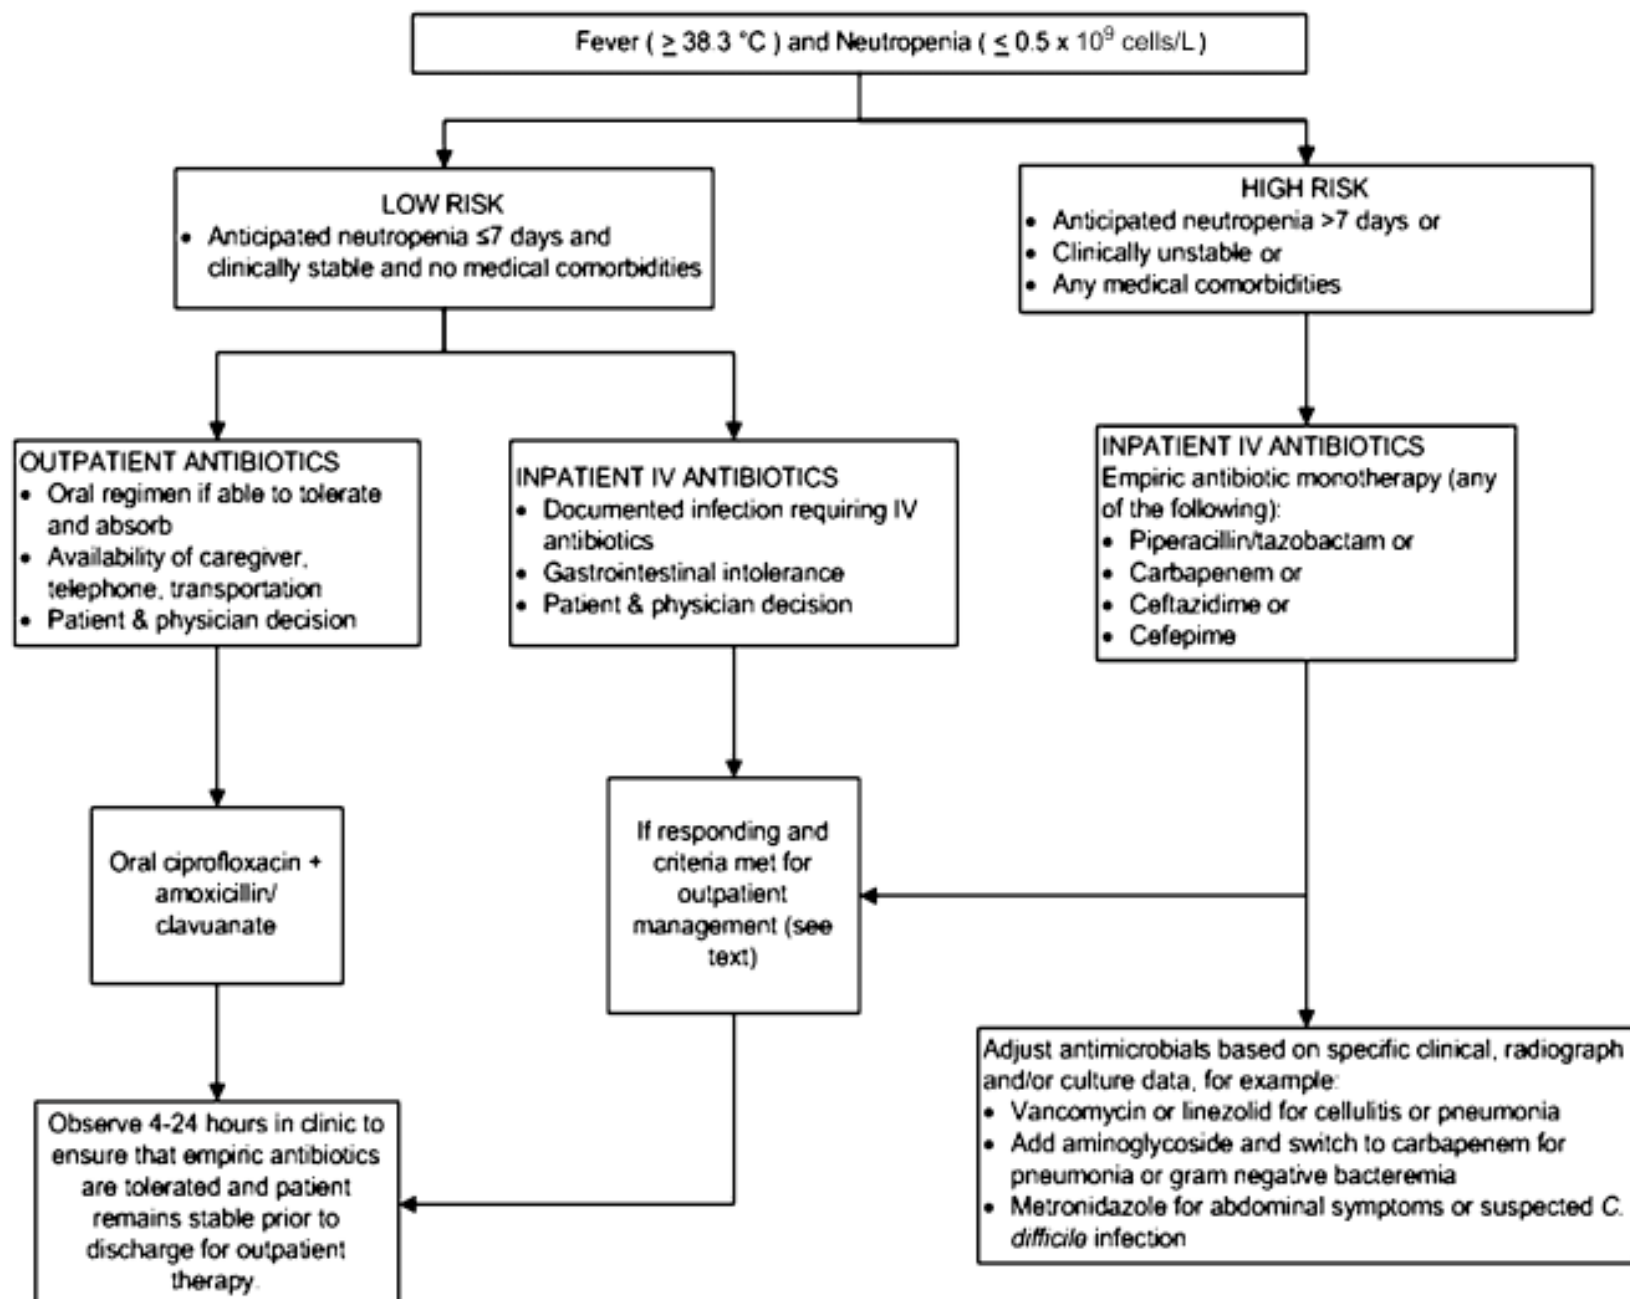 Fever ( ≥ 38.3 °C ) and Neutropenia ( ≤ 0.5 x 10⁹ cells/L )
LOW RISK
• Anticipated neutropenia ≤7 days and
clinically stable and no medical comorbidities
HIGH RISK
• Anticipated neutropenia >7 days or
• Clinically unstable or
• Any medical comorbidities
OUTPATIENT ANTIBIOTICS
• Oral regimen if able to tolerate
and absorb
• Availability of caregiver,
telephone, transportation
• Patient & physician decision
INPATIENT IV ANTIBIOTICS
• Documented infection requiring IV
antibiotics
• Gastrointestinal intolerance
• Patient & physician decision
INPATIENT IV ANTIBIOTICS
Empiric antibiotic monotherapy (any
of the following):
• Piperacillin/tazobactam or
• Carbapenem or
• Ceftazidime or
• Cefepime
Oral ciprofloxacin +
amoxicillin/
clavuanate
If responding and
criteria met for
outpatient
management (see
text)
Observe 4-24 hours in clinic to
ensure that empiric antibiotics
are tolerated and patient
remains stable prior to
discharge for outpatient
therapy.
Adjust antimicrobials based on specific clinical, radiograph
and/or culture data, for example:
• Vancomycin or linezolid for cellulitis or pneumonia
• Add aminoglycoside and switch to carbapenem for
pneumonia or gram negative bacteremia
• Metronidazole for abdominal symptoms or suspected C.
difficile infection